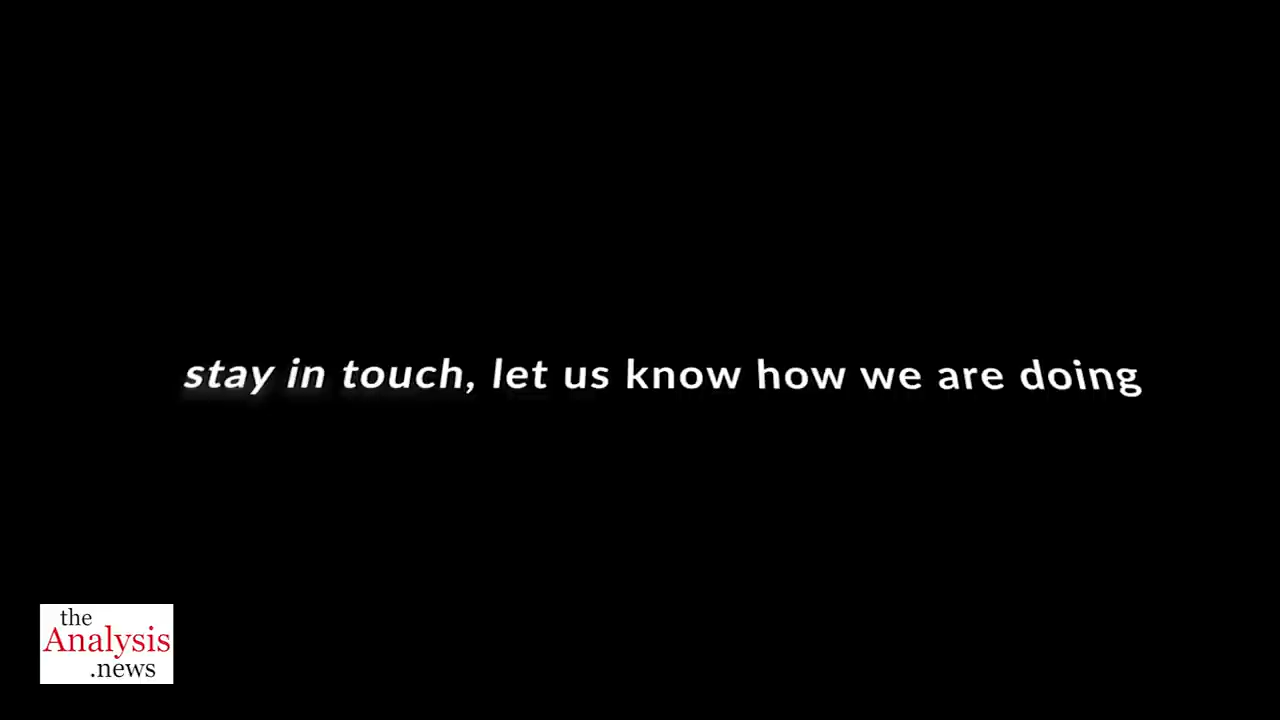 stay in touch, let us know how we are doing
the
Analysis
.news